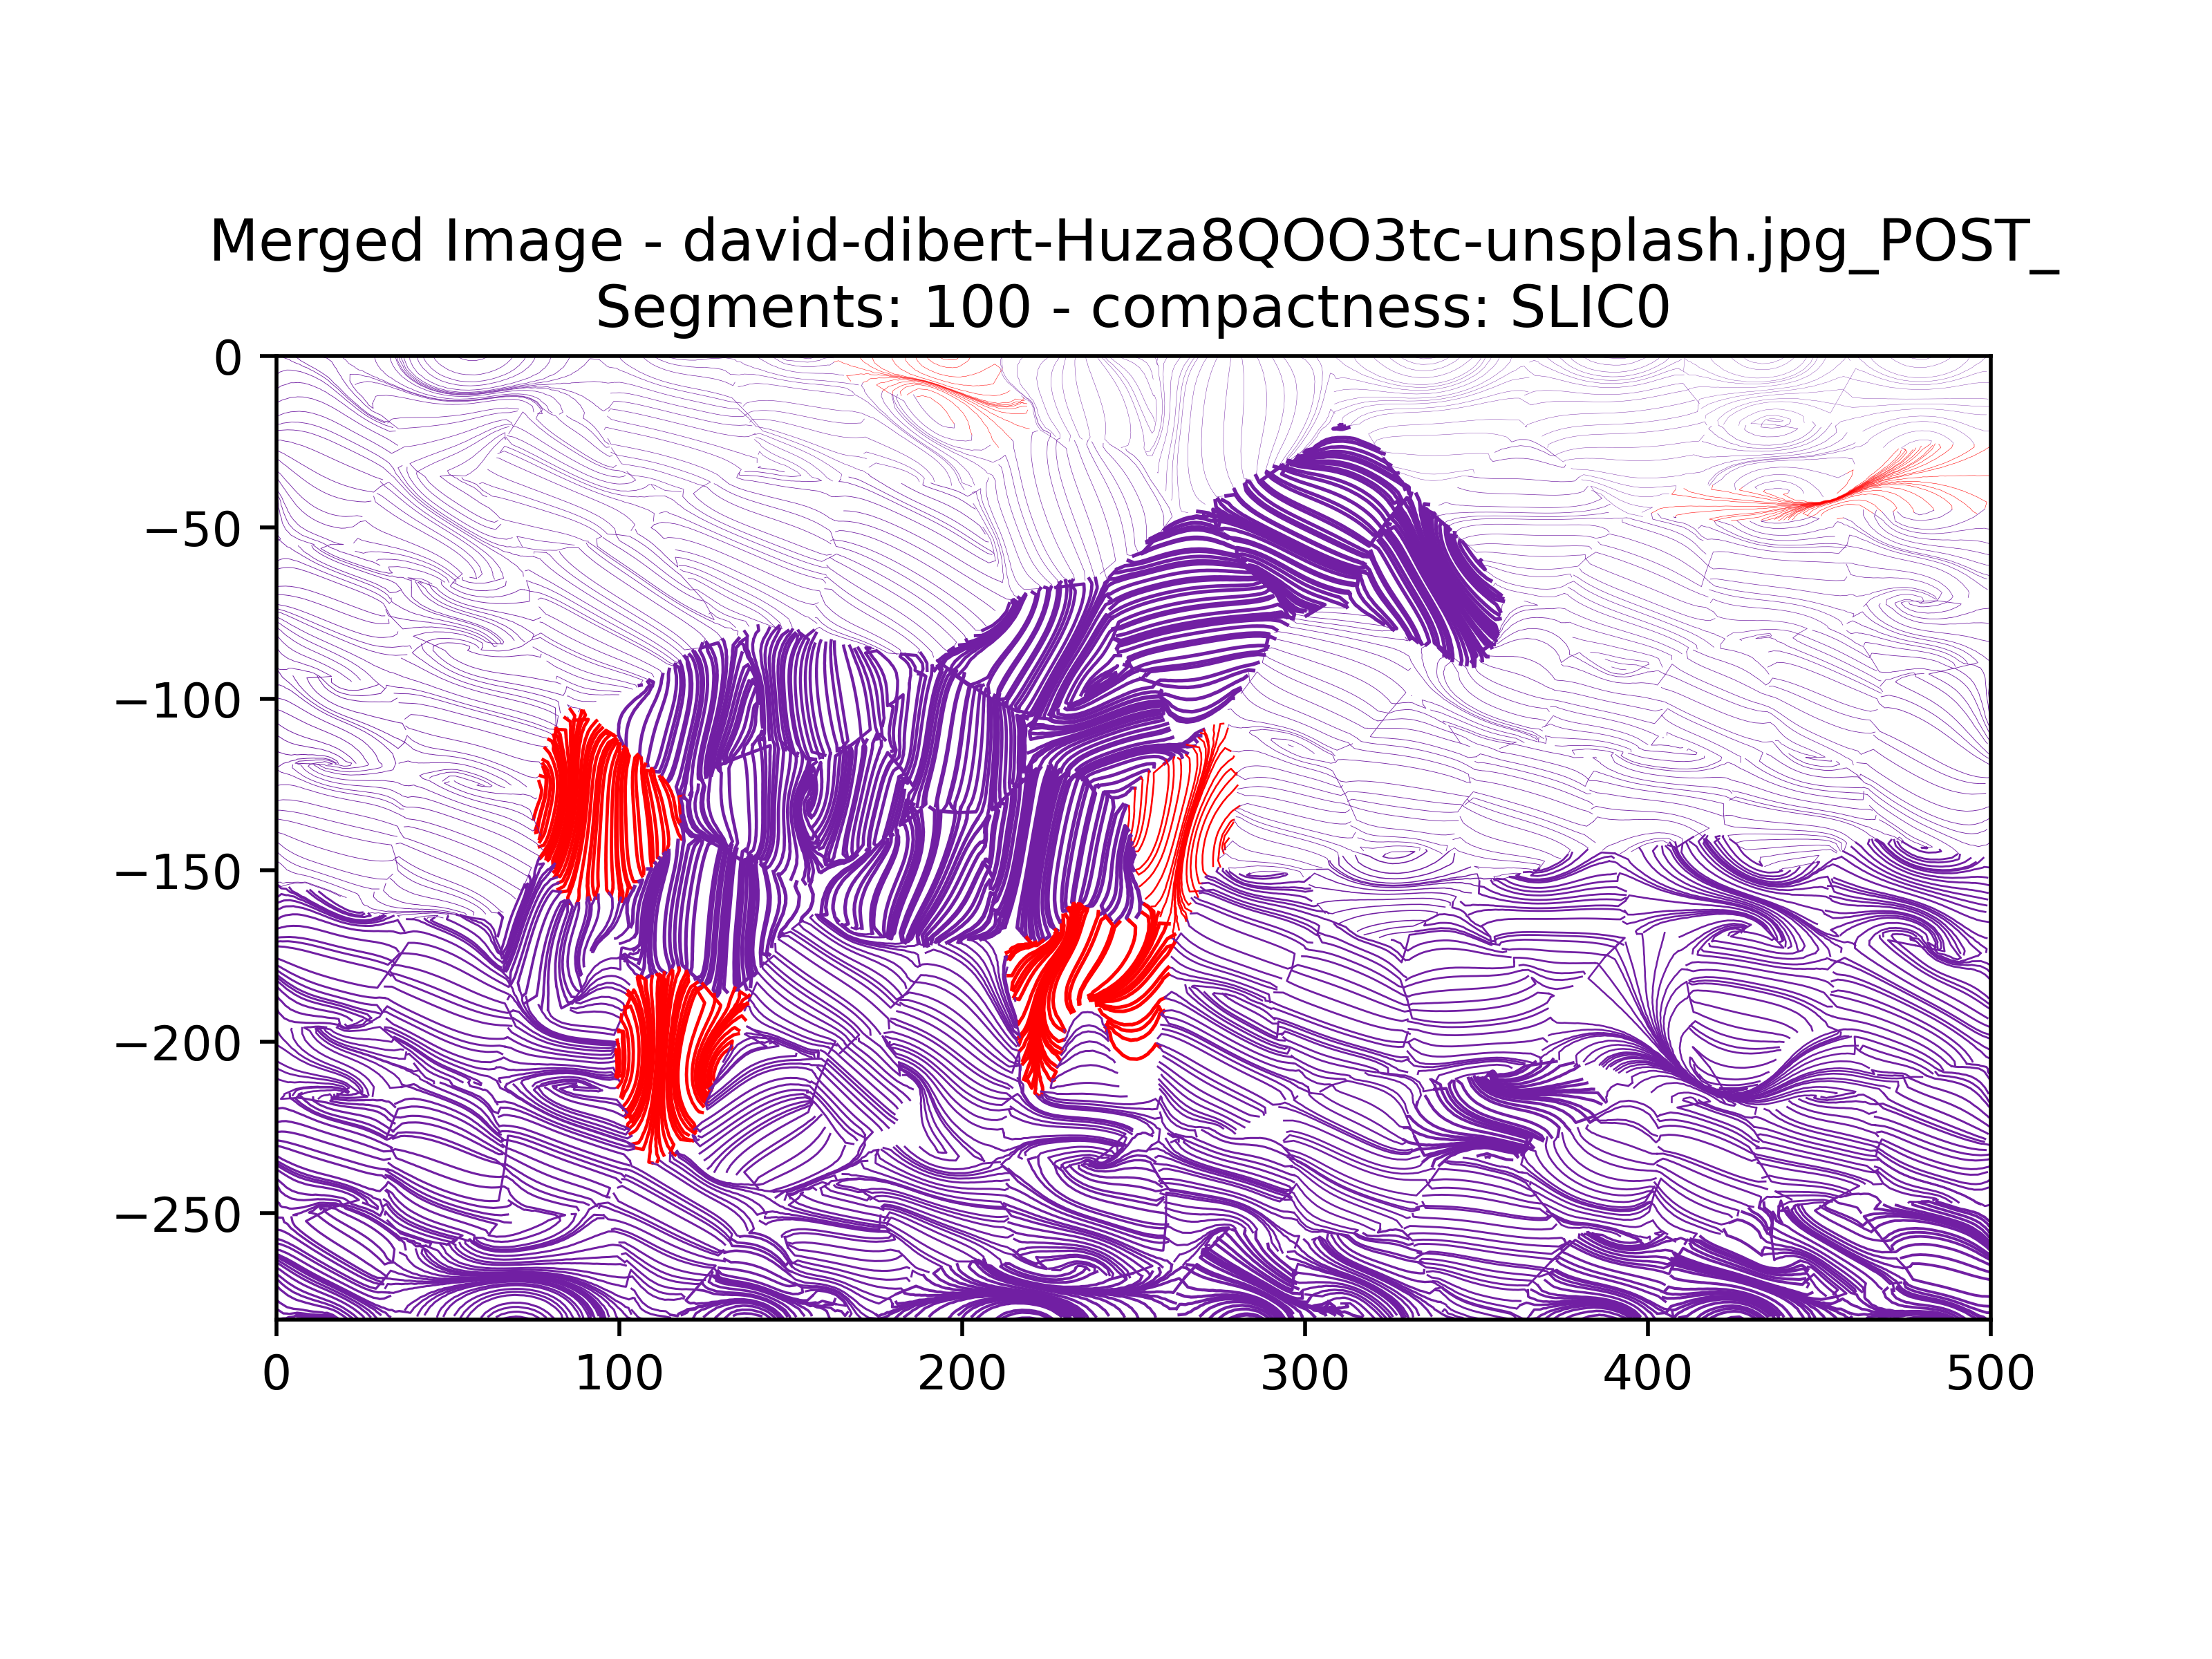 Merged Image - david-dibert-Huza8QOO3tc-unsplash.jpg_POST_
Segments: 100 - compactness: SLIC0
0
−50
−100
−150
−200
−250
0 100 200 300 400 500